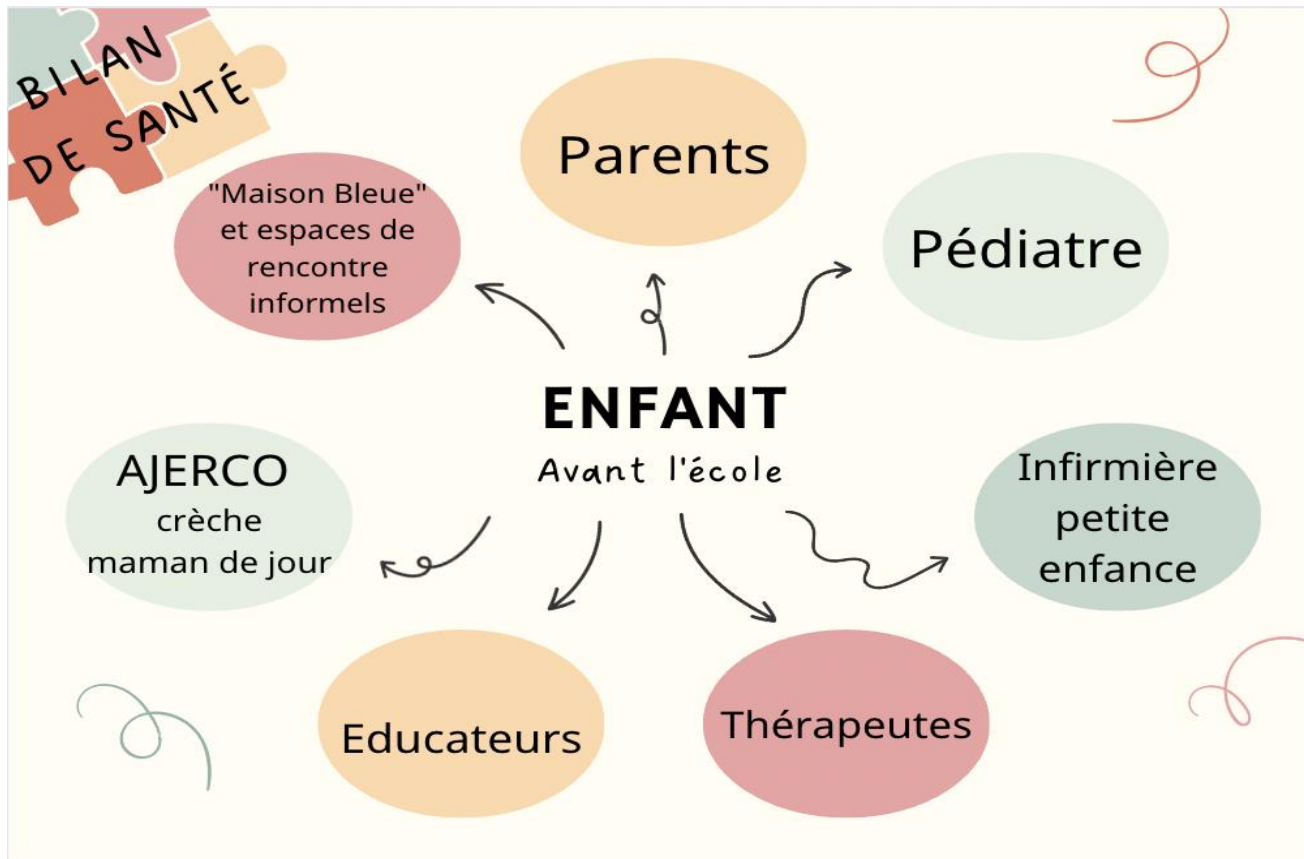 BILAN
DE SANTÉ
Parents
"Maison Bleue"
et espaces de
rencontre
informels
Pédiatre
ENFANT
Avant l'école
AJERCO
crèche
maman de jour
Infirmière
petite
enfance
Educateurs
Thérapeutes